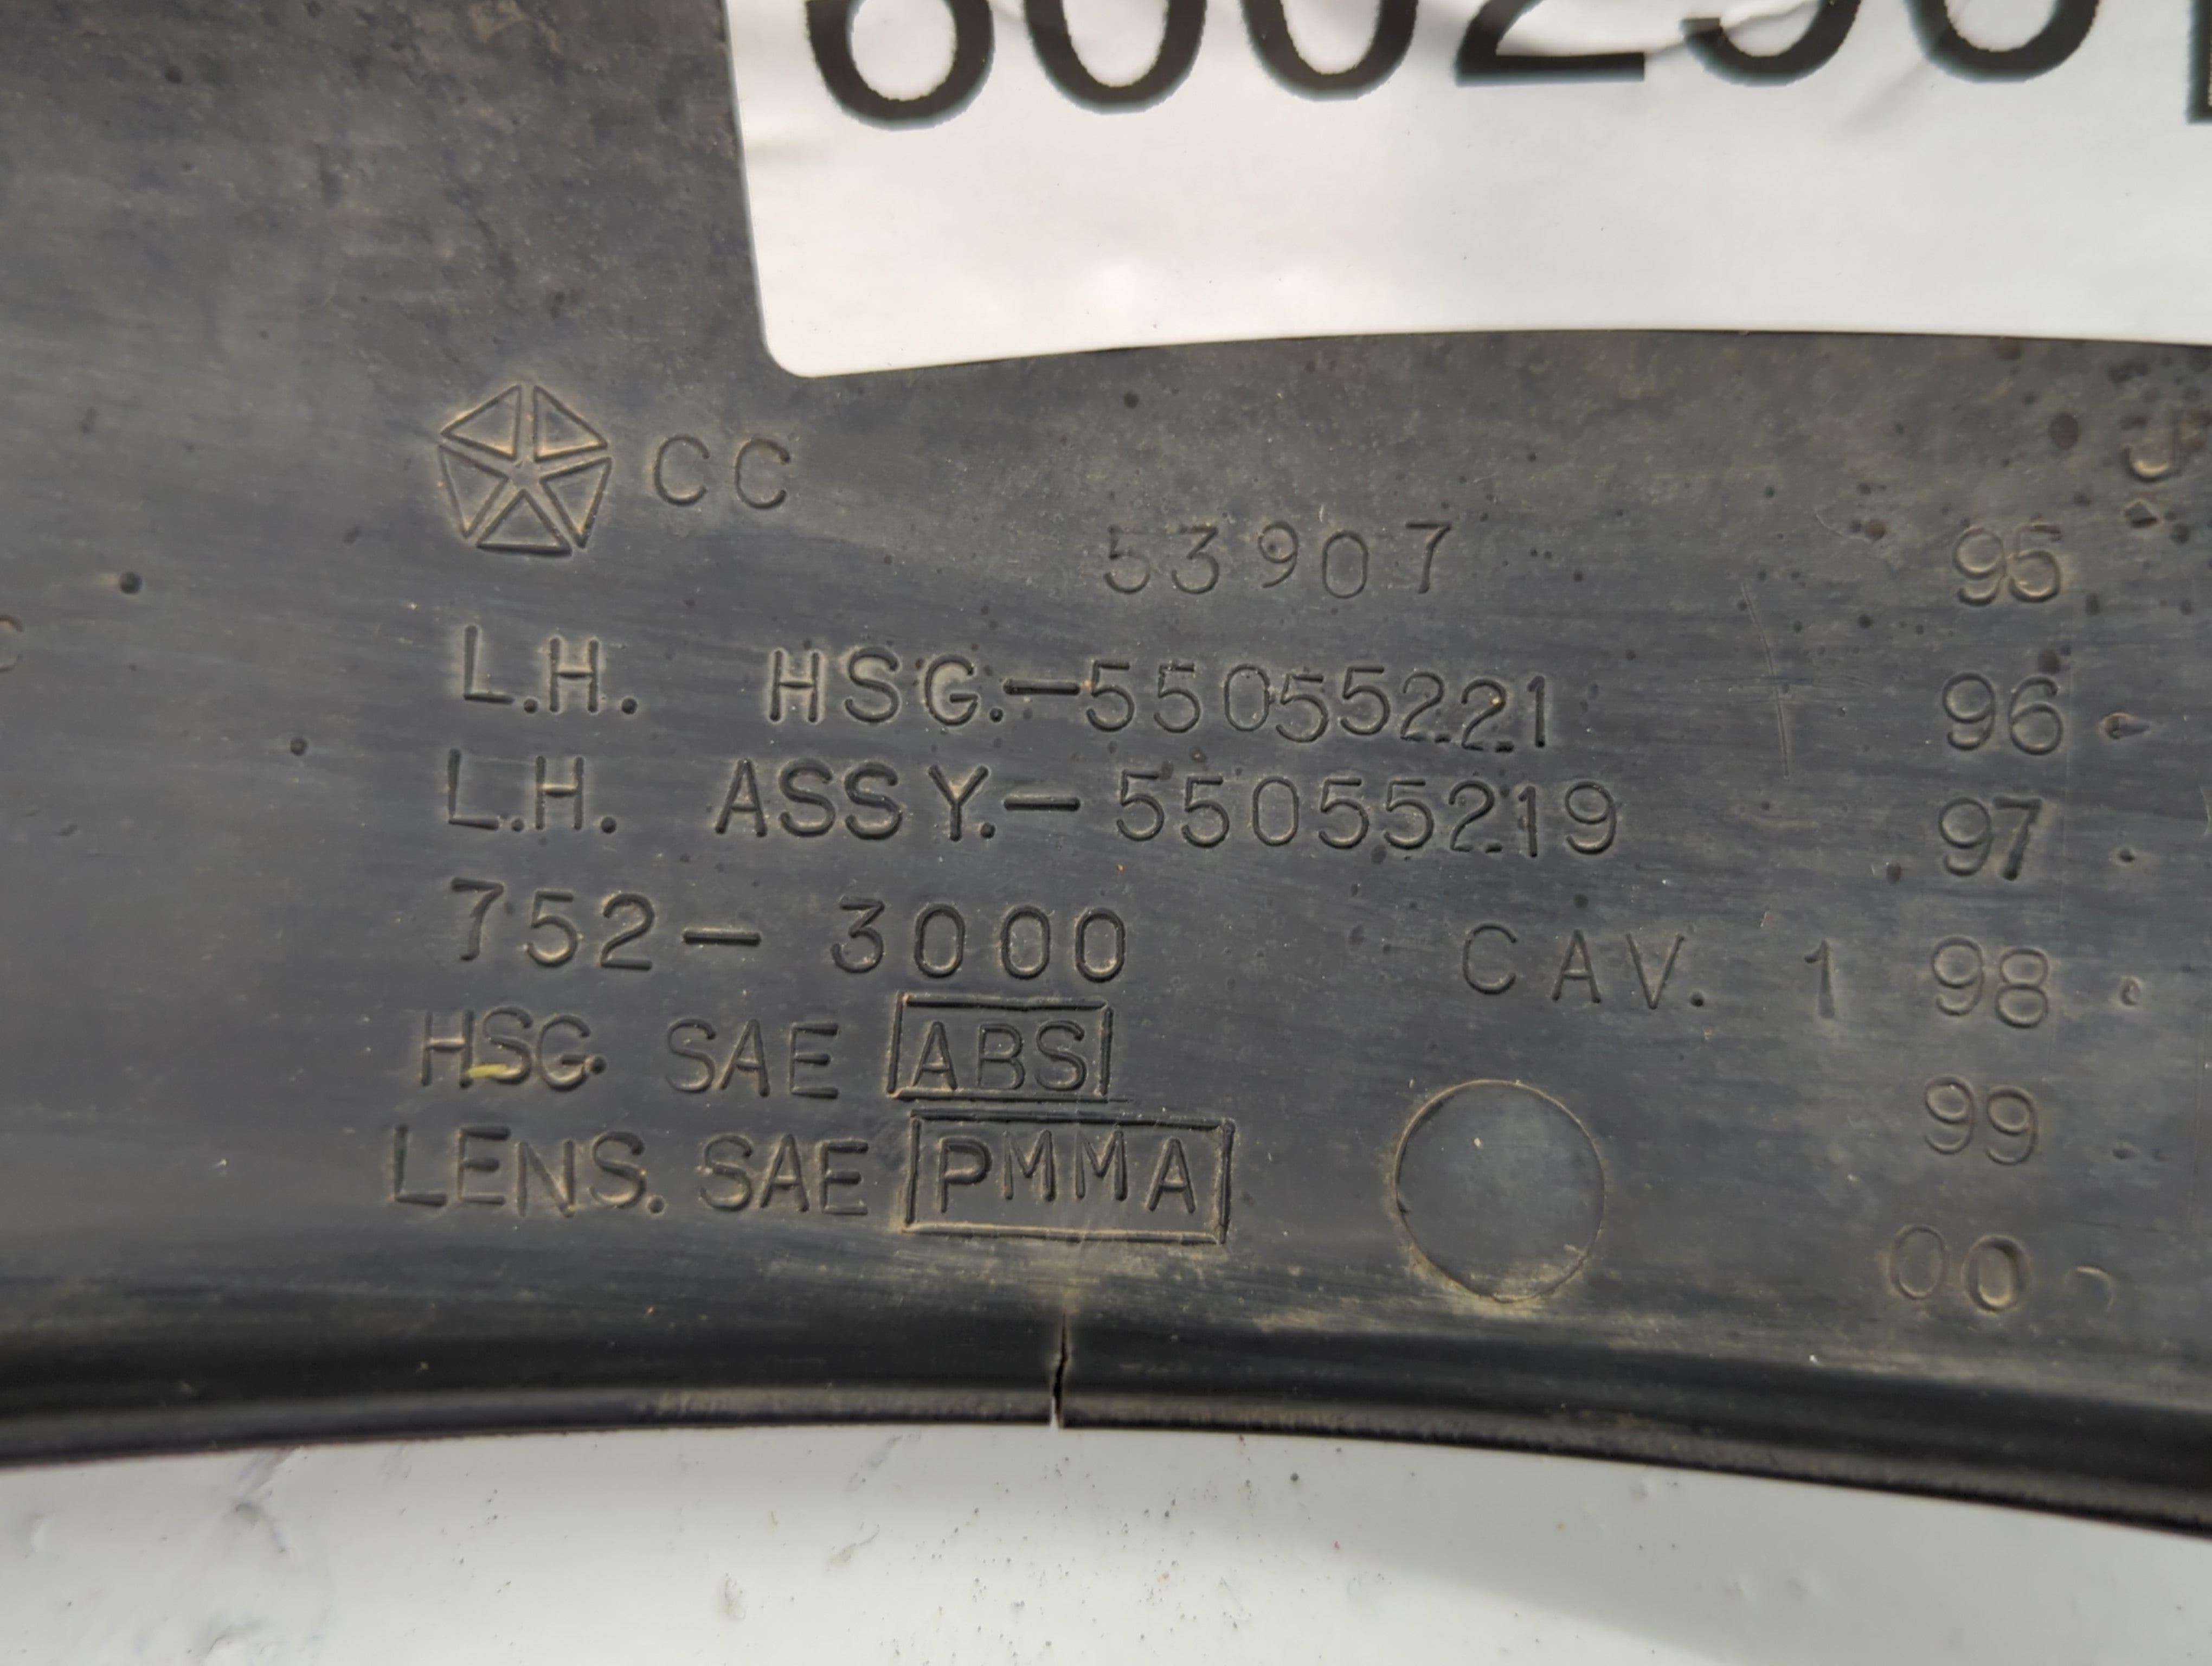 CC
53907 95
L.H. HSG.-55055221 96
L.H. ASSY.-55055219 97
752-3000 CAV. 1 98
HSG. SAE ABS 99
LENS. SAE PMMA 00